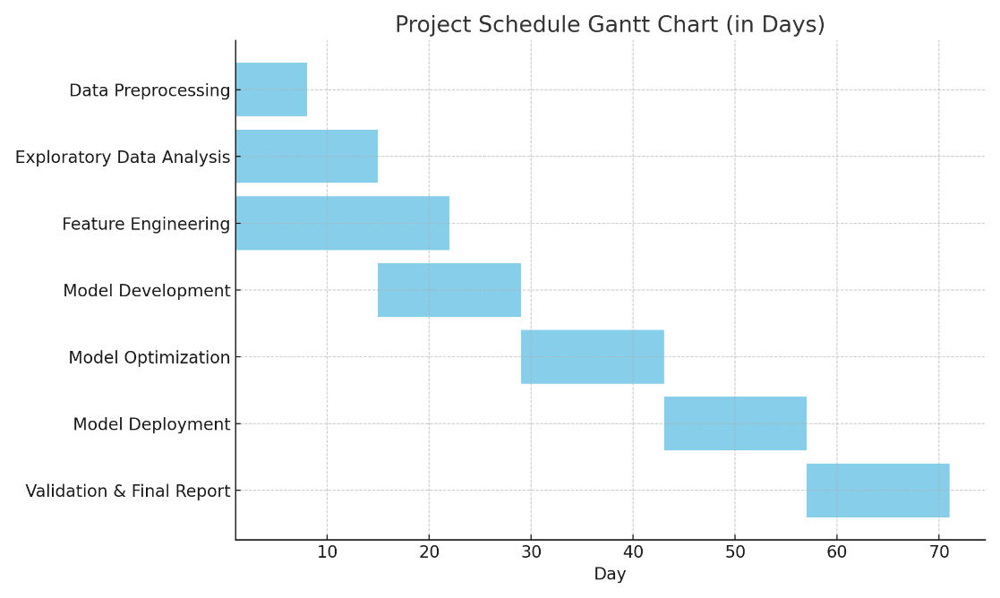 Project Schedule Gantt Chart (in Days)
Data Preprocessing
Exploratory Data Analysis
Feature Engineering
Model Development
Model Optimization
Model Deployment
Validation & Final Report
10 20 30 40 50 60 70
Day